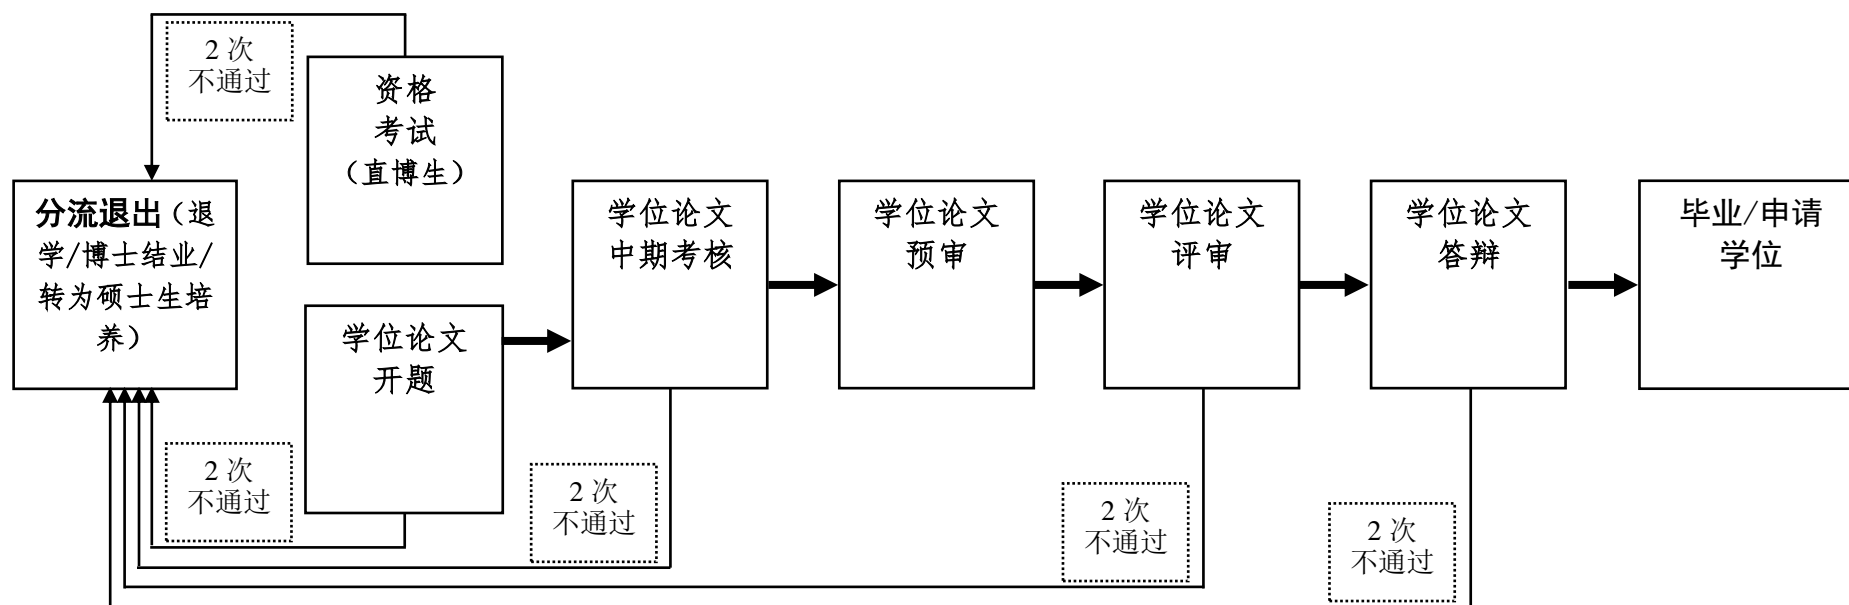 2 次
不通过
资格
考试
（直博生）
分流退出（退
学/博士结业/
转为硕士生培
养）
学位论文
开题
学位论文
中期考核
学位论文
预审
学位论文
评审
学位论文
答辩
毕业/申请
学位
2 次
不通过
2 次
不通过
2 次
不通过
2 次
不通过